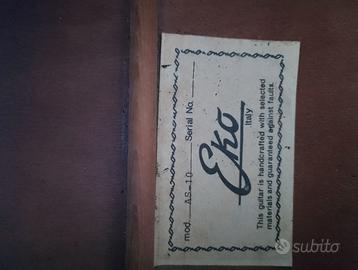 mod. AS-10 Serial No.
Eko
Italy
This guitar is handcrafted with selected
materials and guaranteed against faults.
subito